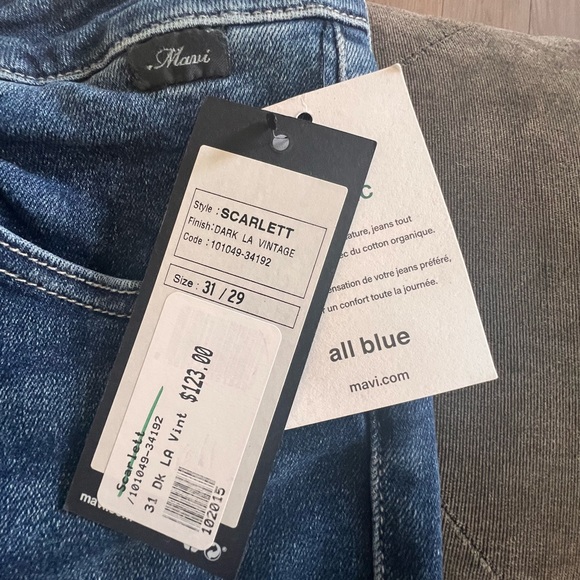 Mavi
Style : SCARLETT
Finish: DARK LA VINTAGE
Code : 101049-34192
Size : 31 / 29
Scarlett
/101049-34192
31 Dk LA Vint
$123.00
102015
ature, jeans tout
ec du coton organique.
ensation de votre jeans préféré,
un confort toute la journée.
all blue
mavi.com